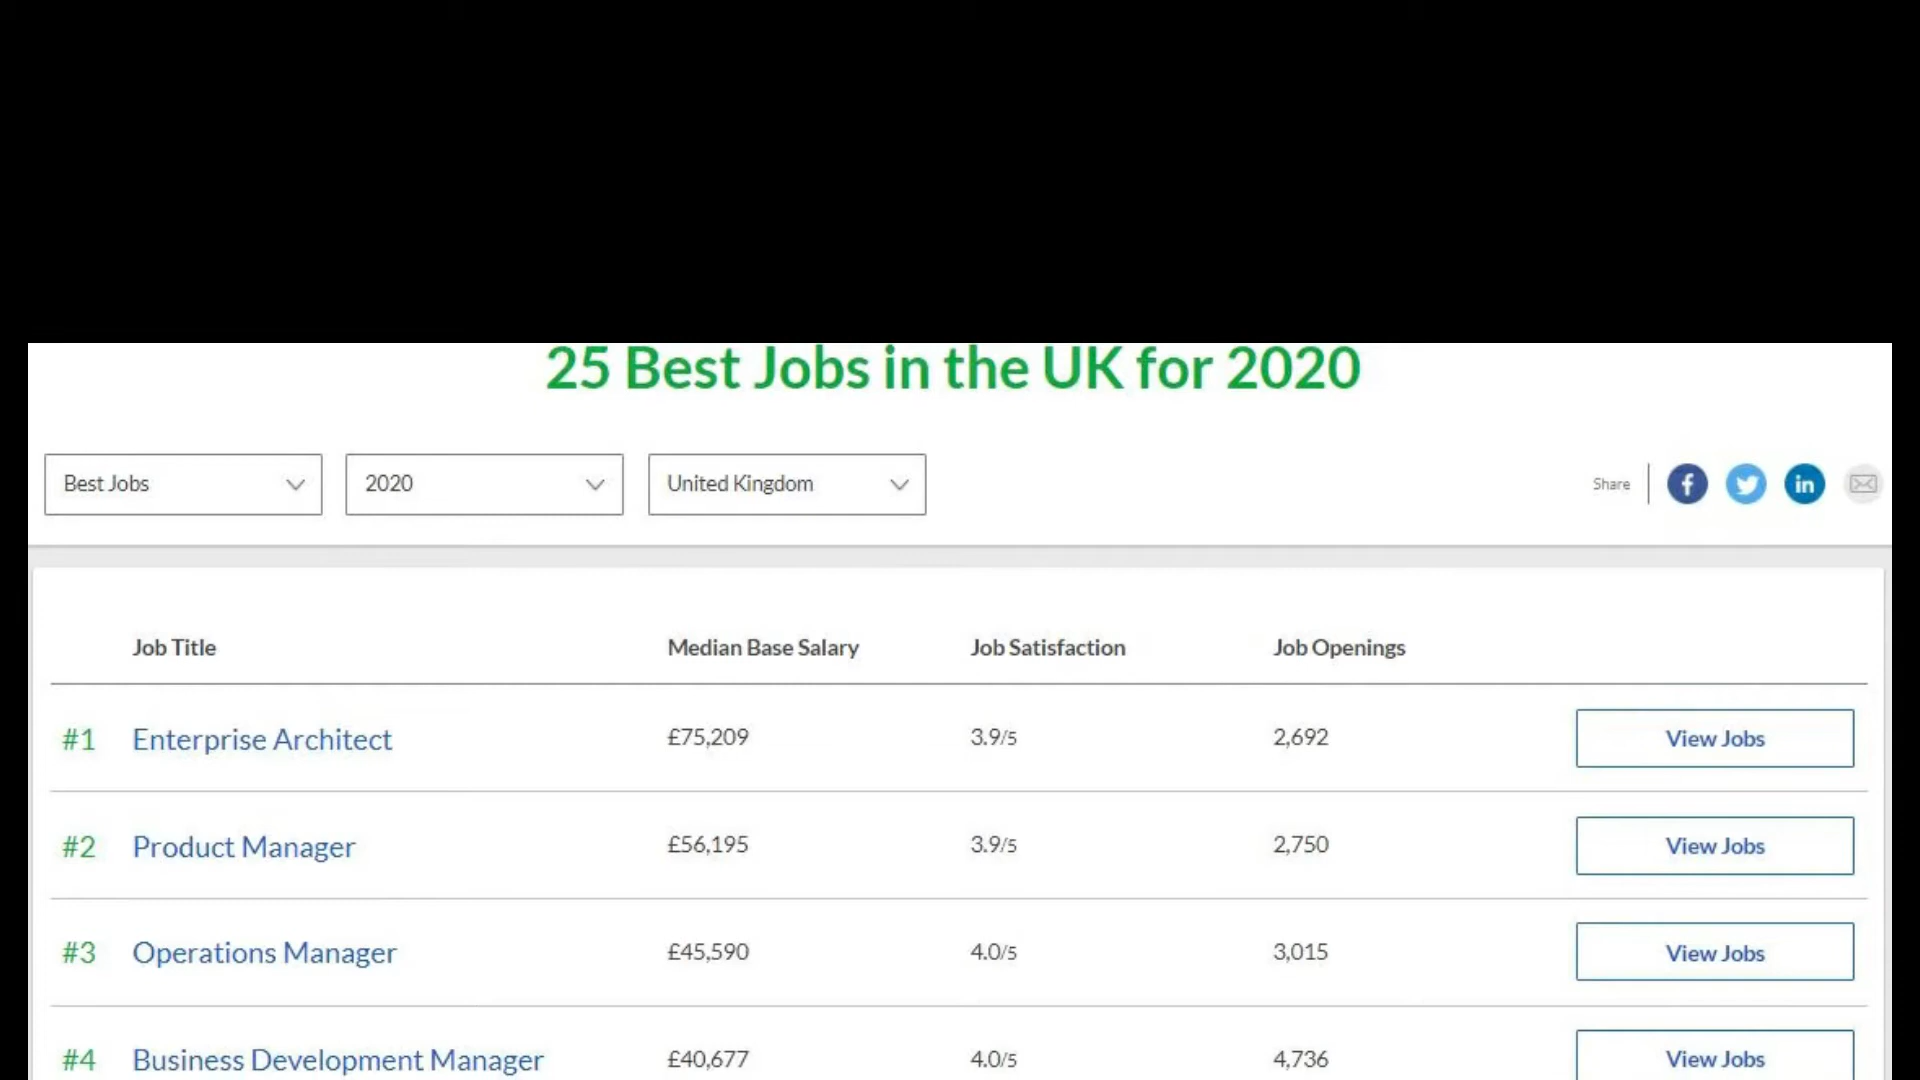 25 Best Jobs in the UK for 2020
Best Jobs 2020 United Kingdom Share
Job Title Median Base Salary Job Satisfaction Job Openings
#1 Enterprise Architect £75,209 3.9/5 2,692 View Jobs
#2 Product Manager £56,195 3.9/5 2,750 View Jobs
#3 Operations Manager £45,590 4.0/5 3,015 View Jobs
#4 Business Development Manager £40,677 4.0/5 4,736 View Jobs